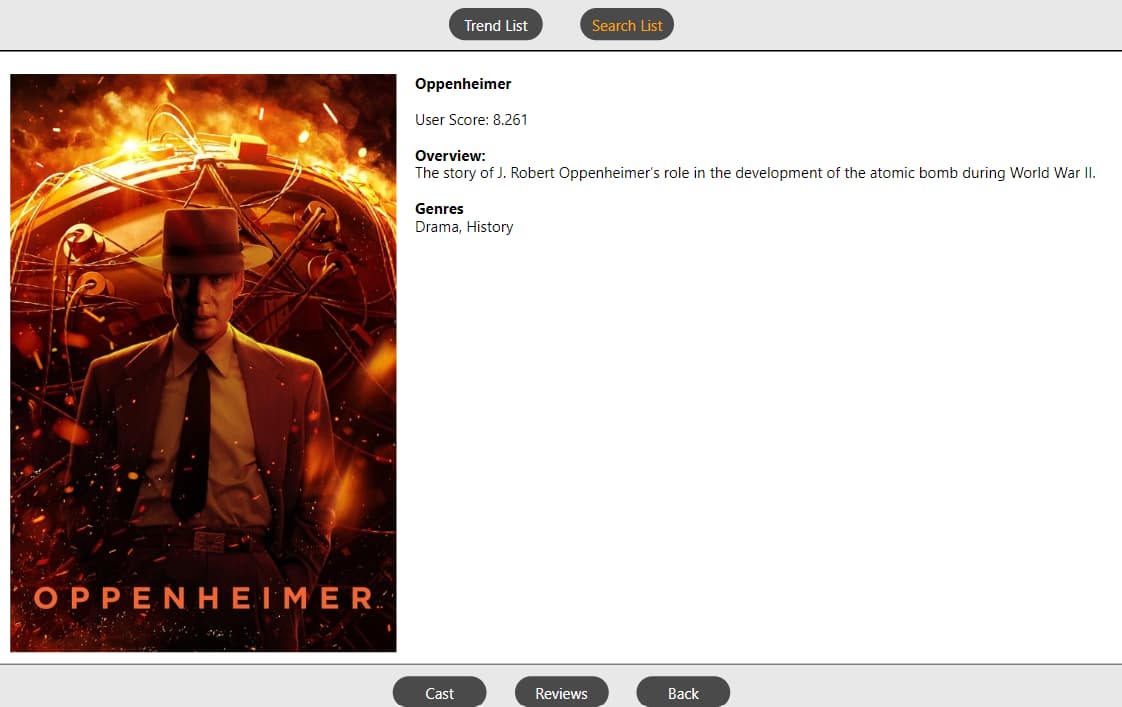 Trend List
Search List
Oppenheimer
User Score: 8.261
Overview:
The story of J. Robert Oppenheimer's role in the development of the atomic bomb during World War II.
Genres
Drama, History
OPPENHEIMER
Cast
Reviews
Back